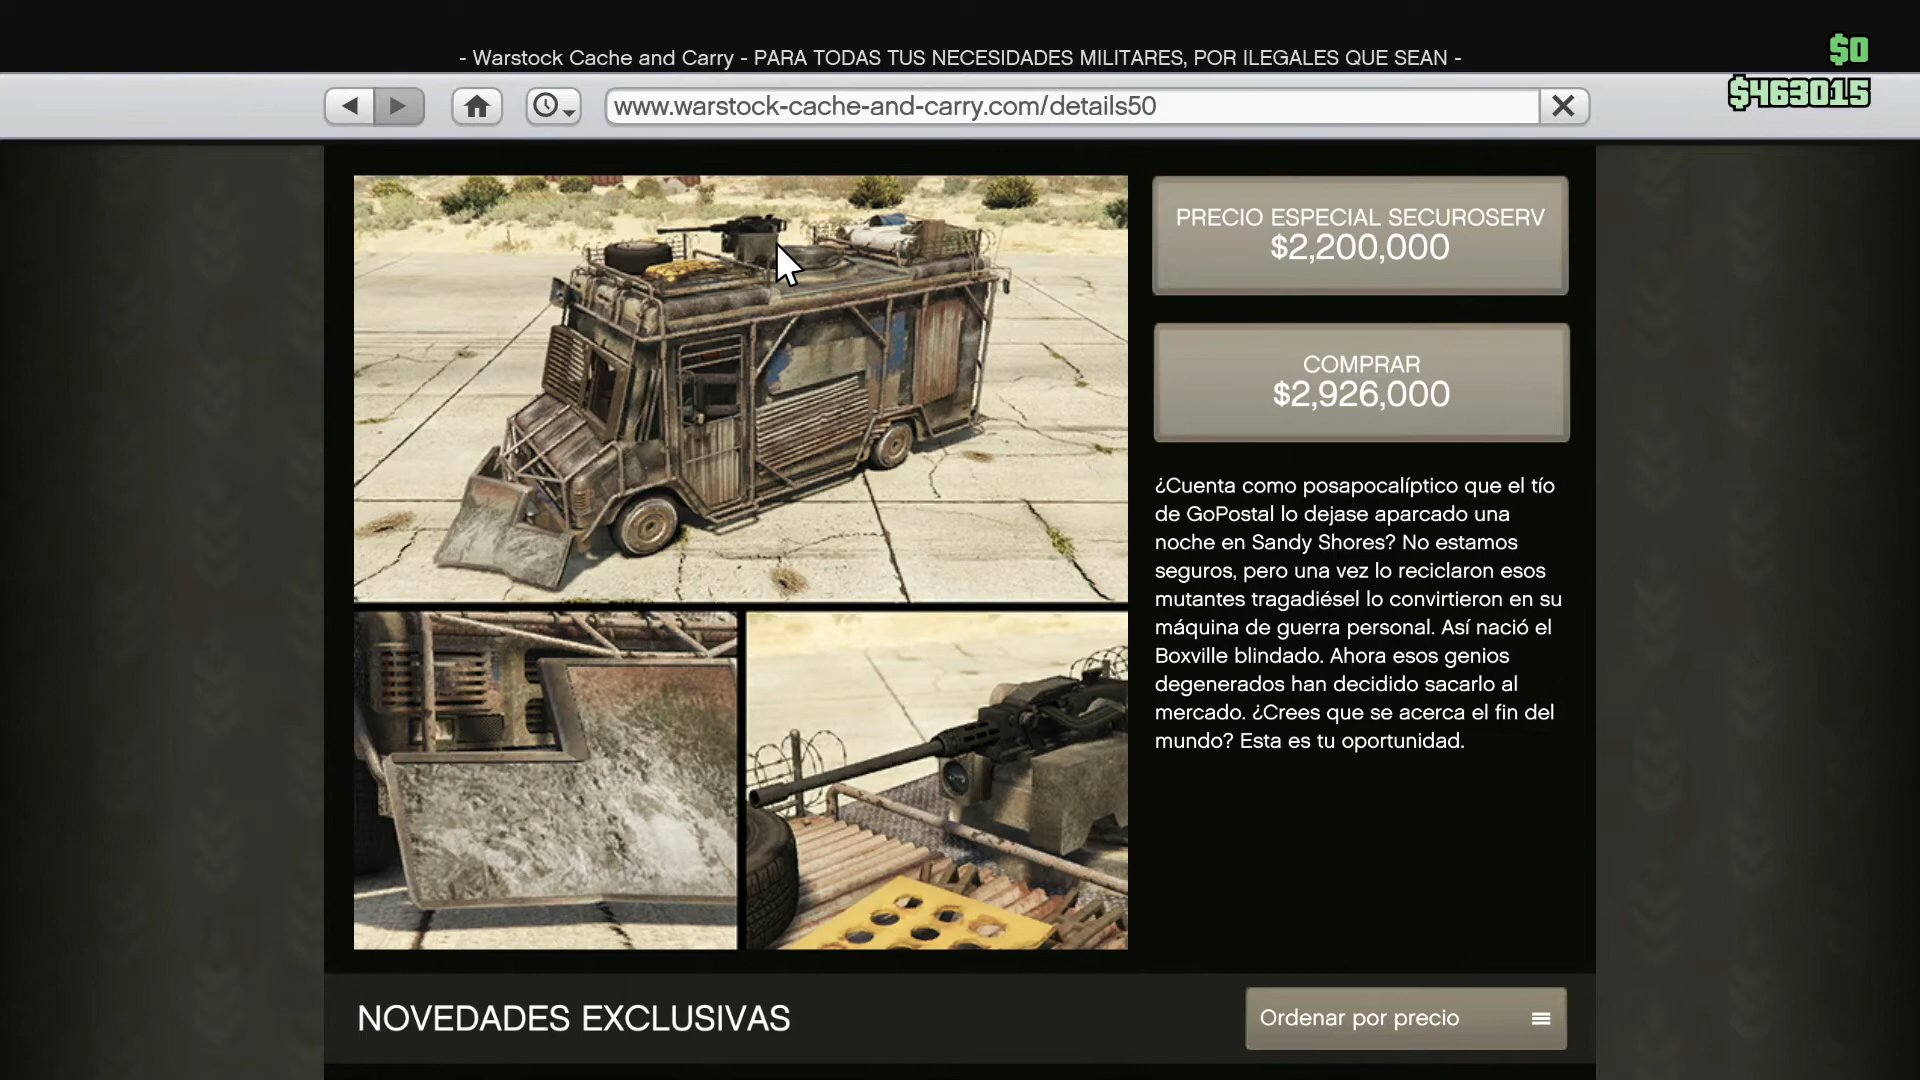 - Warstock Cache and Carry - PARA TODAS TUS NECESIDADES MILITARES, POR ILEGALES QUE SEAN -
$0
$463015
www.warstock-cache-and-carry.com/details50
PRECIO ESPECIAL SECUROSERV
$2,200,000
COMPRAR
$2,926,000
¿Cuenta como posapocalíptico que el tío
de GoPostal lo dejase aparcado una
noche en Sandy Shores? No estamos
seguros, pero una vez lo reciclaron esos
mutantes tragadiésel lo convirtieron en su
máquina de guerra personal. Así nació el
Boxville blindado. Ahora esos genios
degenerados han decidido sacarlo al
mercado. ¿Crees que se acerca el fin del
mundo? Esta es tu oportunidad.
NOVEDADES EXCLUSIVAS
Ordenar por precio